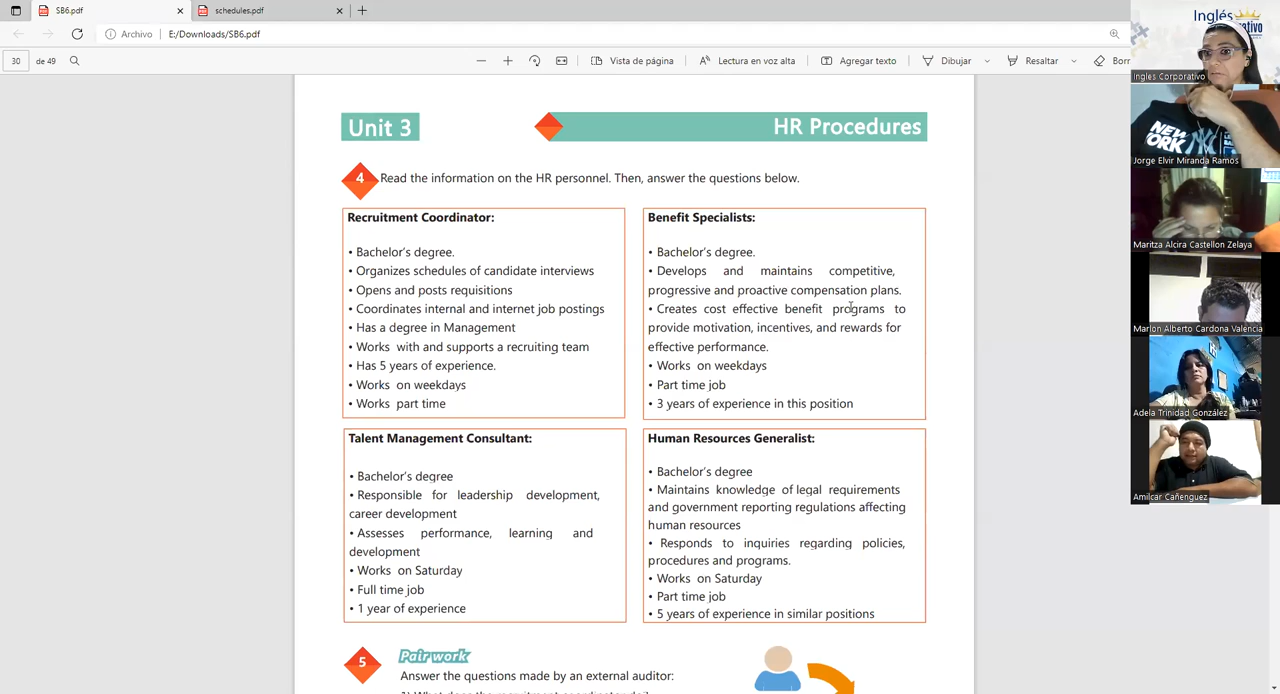 SB6.pdf
schedules.pdf
Archivo
E:/Downloads/SB6.pdf
30
de 49
Vista de página
Lectura en voz alta
Agregar texto
Dibujar
Resaltar
Borr
Unit 3
HR Procedures
4
Read the information on the HR personnel. Then, answer the questions below.
Recruitment Coordinator:
• Bachelor's degree.
• Organizes schedules of candidate interviews
• Opens and posts requisitions
• Coordinates internal and internet job postings
• Has a degree in Management
• Works with and supports a recruiting team
• Has 5 years of experience.
• Works on weekdays
• Works part time
Benefit Specialists:
• Bachelor's degree.
• Develops and maintains competitive,
progressive and proactive compensation plans.
• Creates cost effective benefit programs to
provide motivation, incentives, and rewards for
effective performance.
• Works on weekdays
• Part time job
• 3 years of experience in this position
Talent Management Consultant:
• Bachelor's degree
• Responsible for leadership development,
career development
• Assesses performance, learning and
development
• Works on Saturday
• Full time job
• 1 year of experience
Human Resources Generalist:
• Bachelor's degree
• Maintains knowledge of legal requirements
and government reporting regulations affecting
human resources
• Responds to inquiries regarding policies,
procedures and programs.
• Works on Saturday
• Part time job
• 5 years of experience in similar positions
5
Pair work
Answer the questions made by an external auditor:
Inglés
Ingles Corporativo
NEW
YORK
Jorge Elvir Miranda Ramos
Maritza Alcira Castellon Zelaya
Marlon Alberto Cardona Valencia
Adela Trinidad González
Amilcar Cañenguez